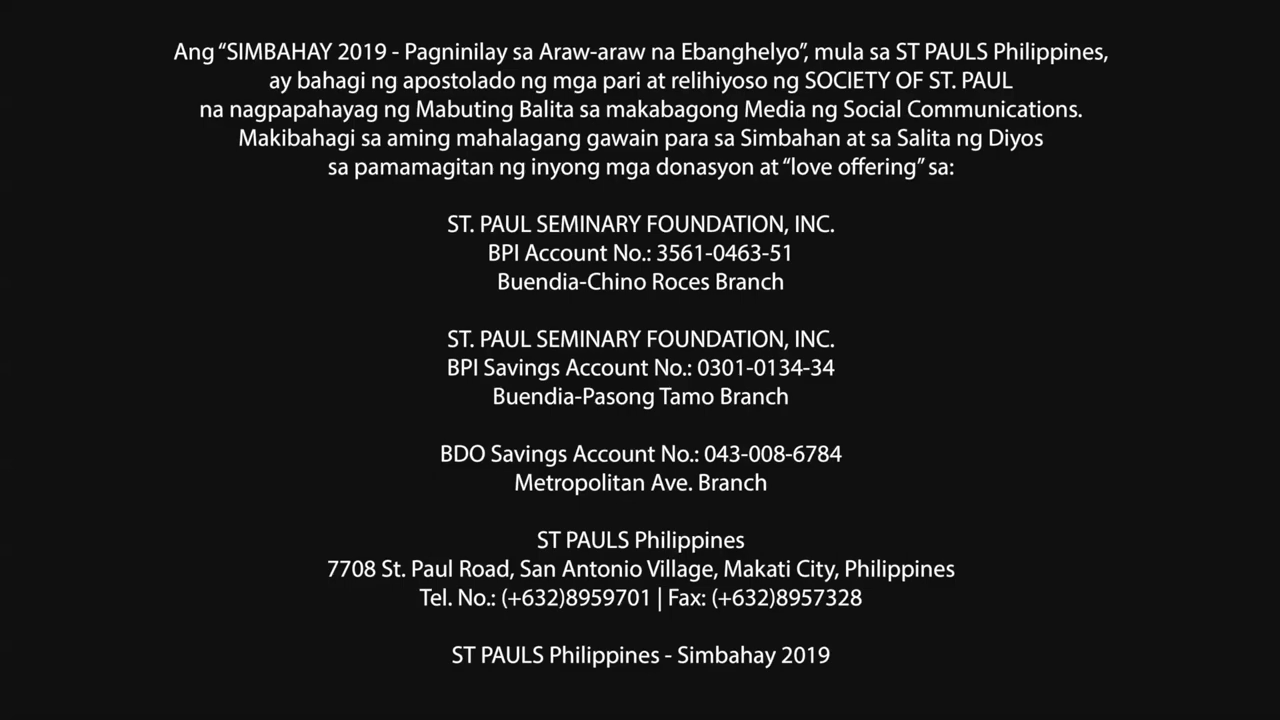 Ang “SIMBAHAY 2019 - Pagninilay sa Araw-araw na Ebanghelyo”, mula sa ST PAULS Philippines,
ay bahagi ng apostolado ng mga pari at relihiyoso ng SOCIETY OF ST. PAUL
na nagpapahayag ng Mabuting Balita sa makabagong Media ng Social Communications.
Makibahagi sa aming mahalagang gawain para sa Simbahan at sa Salita ng Diyos
sa pamamagitan ng inyong mga donasyon at “love offering” sa:
ST. PAUL SEMINARY FOUNDATION, INC.
BPI Account No.: 3561-0463-51
Buendia-Chino Roces Branch
ST. PAUL SEMINARY FOUNDATION, INC.
BPI Savings Account No.: 0301-0134-34
Buendia-Pasong Tamo Branch
BDO Savings Account No.: 043-008-6784
Metropolitan Ave. Branch
ST PAULS Philippines
7708 St. Paul Road, San Antonio Village, Makati City, Philippines
Tel. No.: (+632)8959701 | Fax: (+632)8957328
ST PAULS Philippines - Simbahay 2019